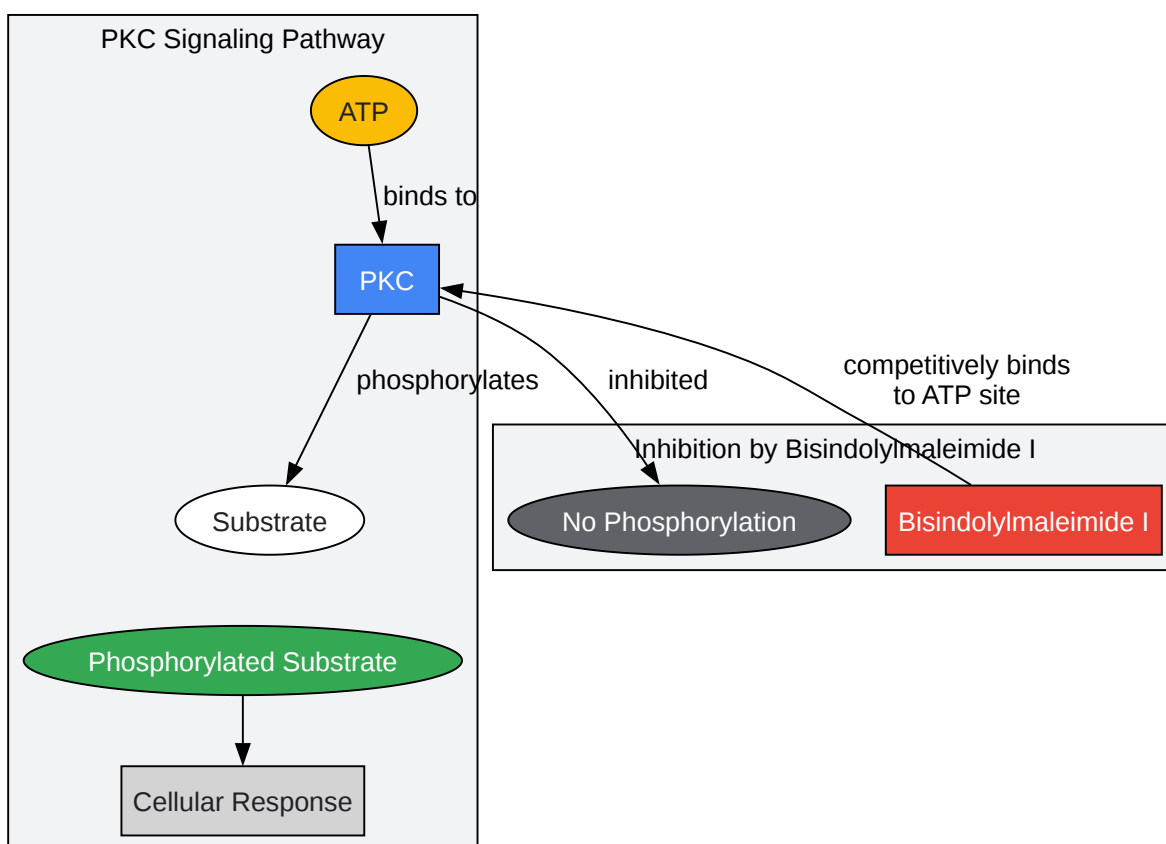 PKC Signaling Pathway
ATP
binds to
PKC
phosphorylates
inhibited
competitively binds
to ATP site
Inhibition by Bisindolylmaleimide I
Substrate
No Phosphorylation
Bisindolylmaleimide I
Phosphorylated Substrate
Cellular Response